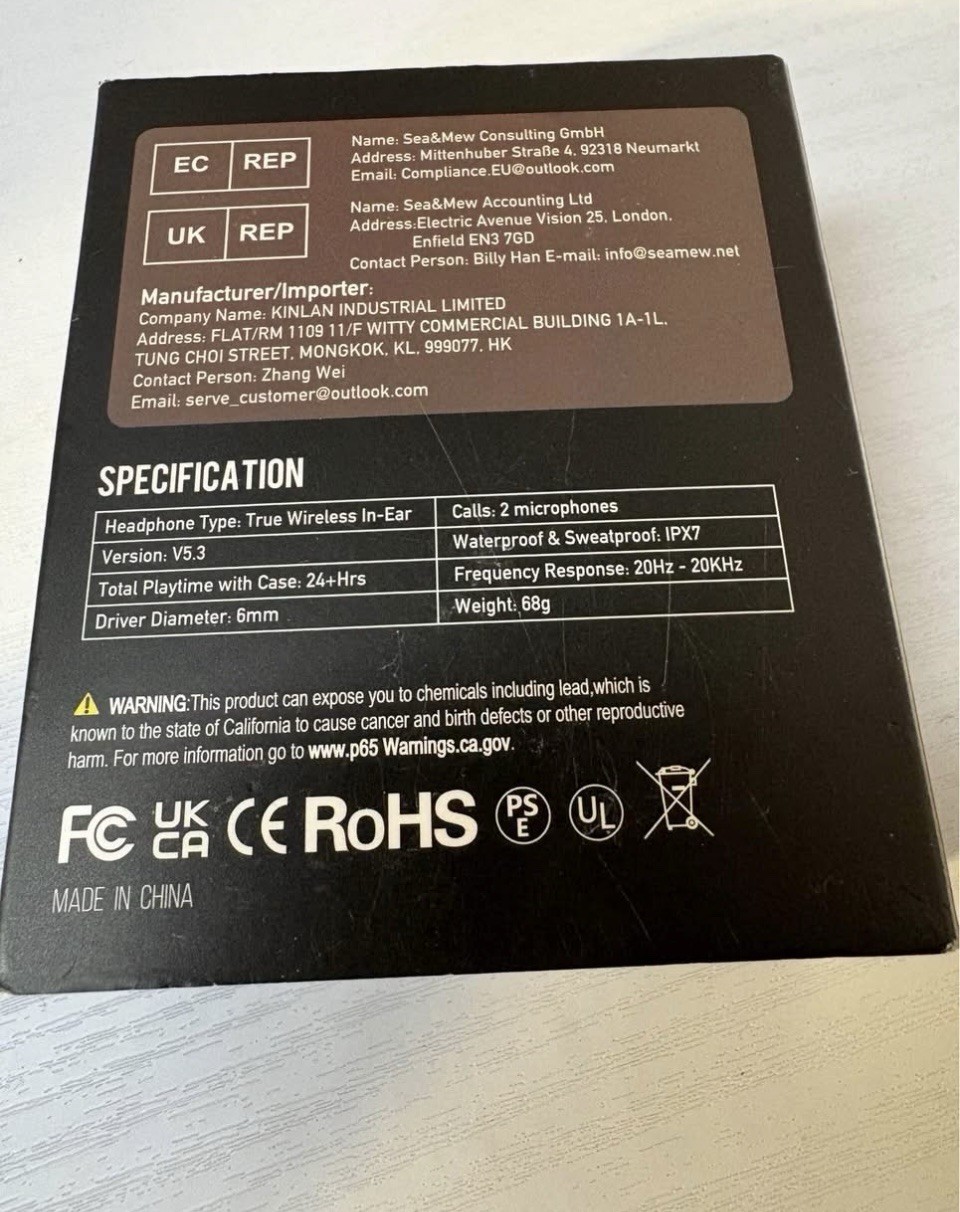 EC REP
Name: Sea&Mew Consulting GmbH
Address: Mittenhuber Straße 4. 92318 Neumarkt
Email: Compliance.EU@outlook.com
UK REP
Name: Sea&Mew Accounting Ltd
Address:Electric Avenue Vision 25. London.
Enfield EN3 7GD
Contact Person: Billy Han E-mail: info@seamew.net
Manufacturer/Importer:
Company Name: KINLAN INDUSTRIAL LIMITED
Address: FLAT/RM 1109 11/F WITTY COMMERCIAL BUILDING 1A-1L.
TUNG CHOI STREET. MONGKOK. KL. 999077. HK
Contact Person: Zhang Wei
Email: serve_customer@outlook.com
SPECIFICATION
Headphone Type: True Wireless In-Ear
Calls: 2 microphones
Version: V5.3
Waterproof & Sweatproof: IPX7
Total Playtime with Case: 24+Hrs
Frequency Response: 20Hz - 20KHz
Driver Diameter: 6mm
Weight: 68g
WARNING:This product can expose you to chemicals including lead,which is
known to the state of California to cause cancer and birth defects or other reproductive
harm. For more information go to www.p65 Warnings.ca.gov.
FC UK CA CE RoHS PS E UL
MADE IN CHINA